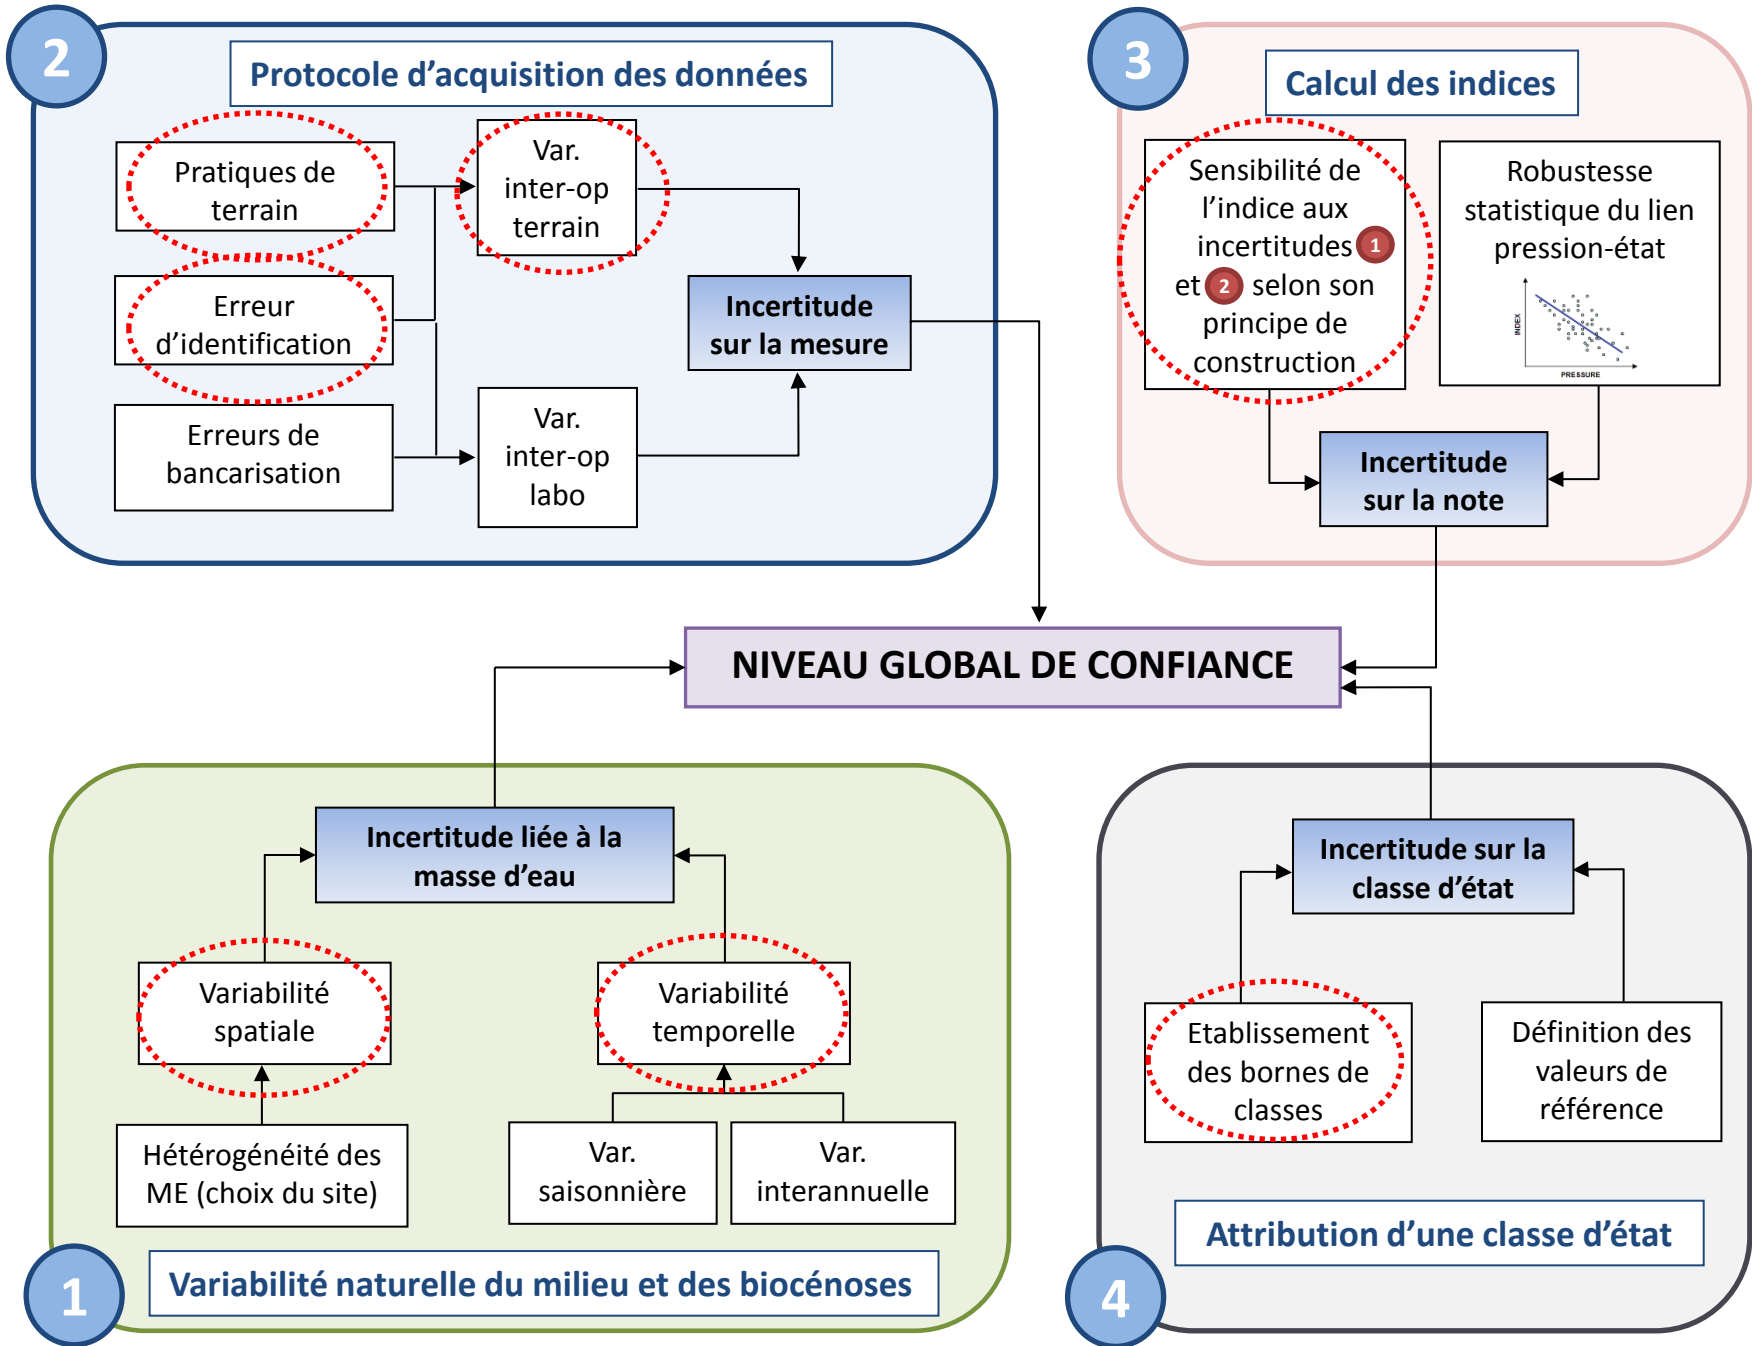 2
Protocole d'acquisition des données
Pratiques de
terrain
Var.
inter-op
terrain
Erreur
d'identification
Incertitude
sur la mesure
Erreurs de
bancarisation
Var.
inter-op
labo
3
Calcul des indices
Sensibilité de
l'indice aux
incertitudes 1
et 2 selon son
principe de
construction
Robustesse
statistique du lien
pression-état
INDEX
PRESSURE
Incertitude
sur la note
NIVEAU GLOBAL DE CONFIANCE
Incertitude liée à la
masse d'eau
Variabilité
spatiale
Variabilité
temporelle
Hétérogénéité des
ME (choix du site)
Var.
saisonnière
Var.
interannuelle
1
Variabilité naturelle du milieu et des biocénoses
Incertitude sur la
classe d'état
Etablissement
des bornes de
classes
Définition des
valeurs de
référence
Attribution d'une classe d'état
4